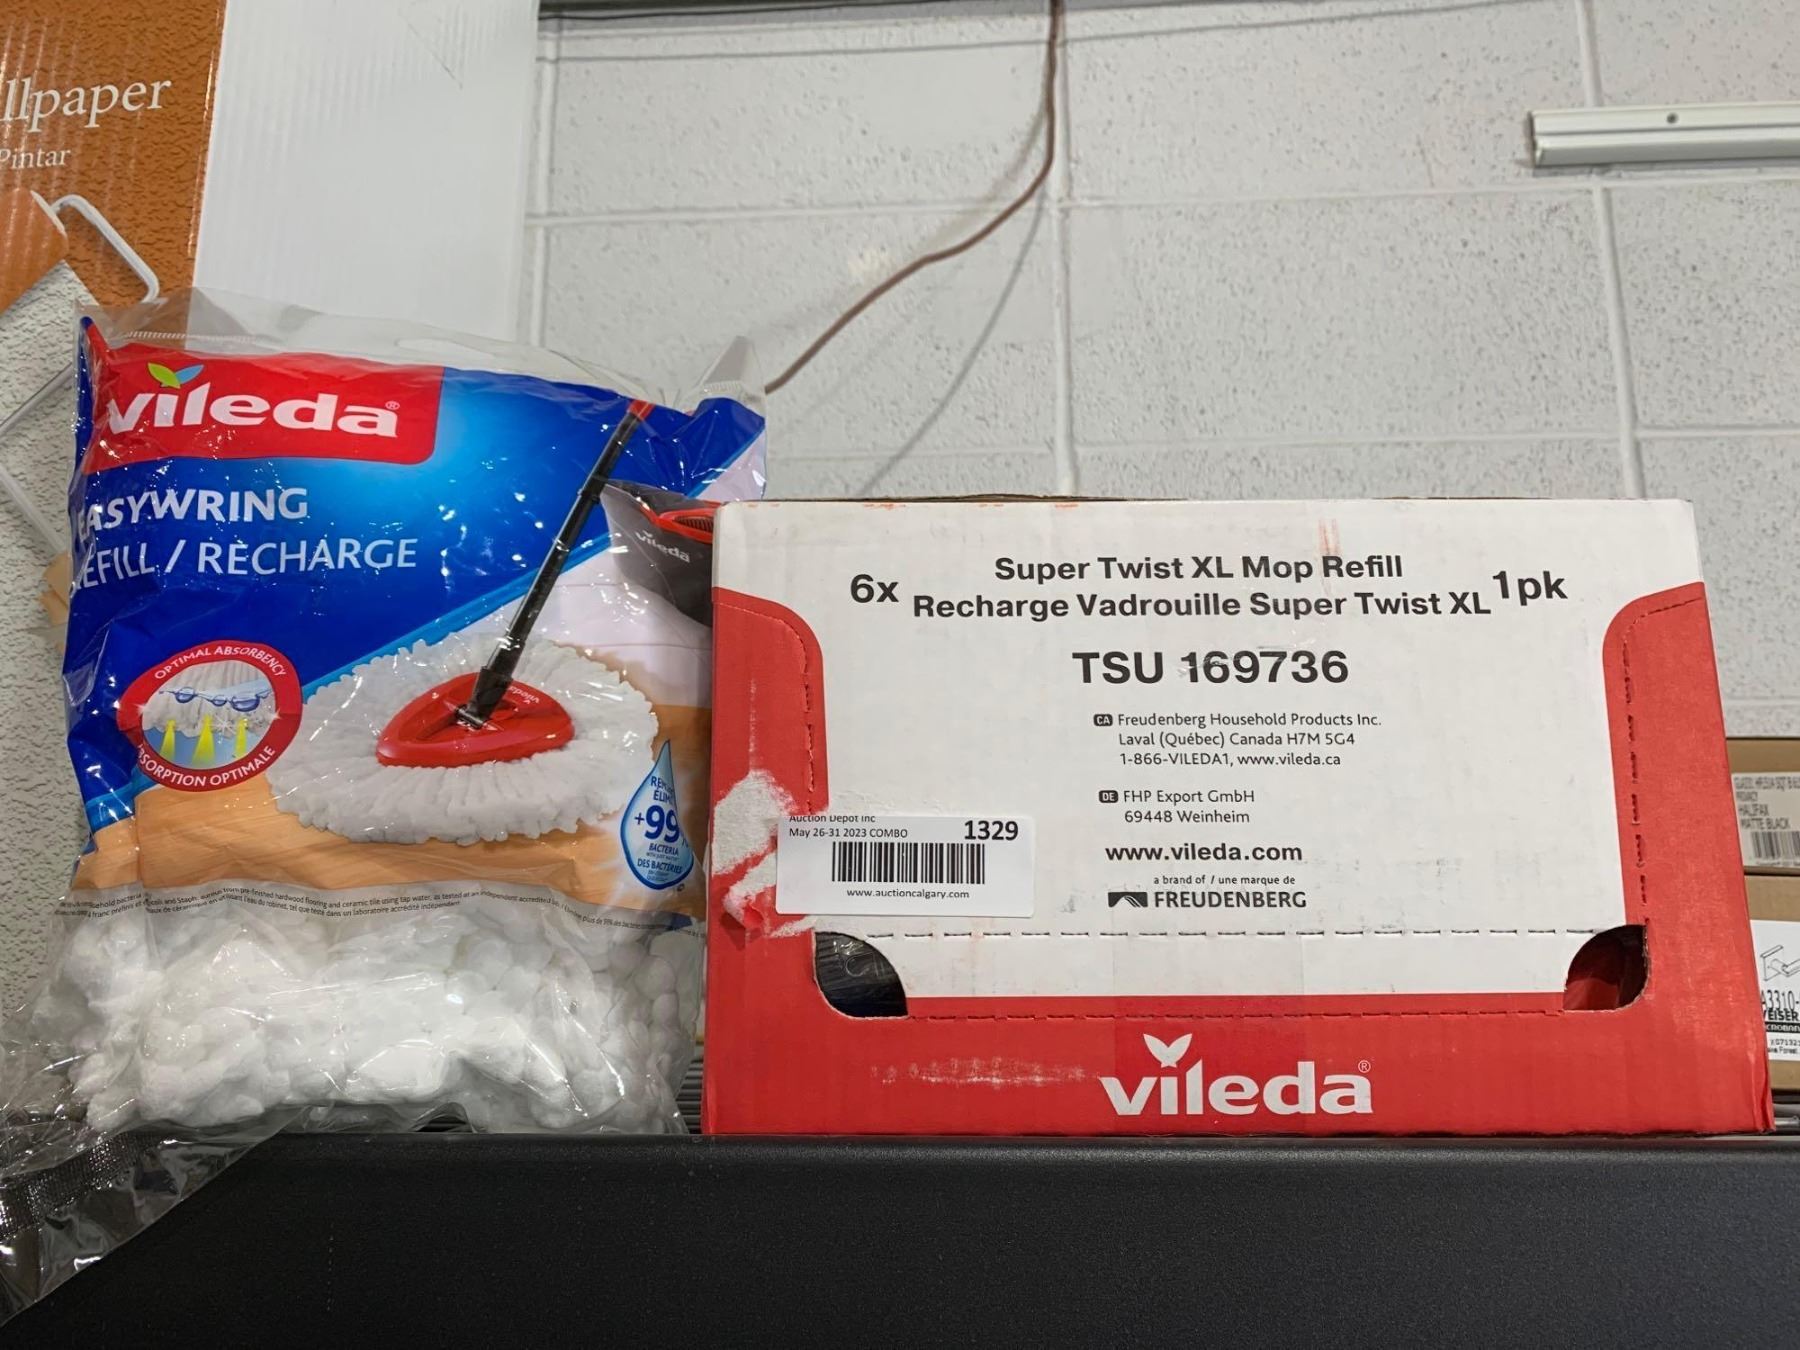 llpaper
Pintar
vileda®
EASYWRING
REFILL / RECHARGE
OPTIMAL ABSORBENCY
ABSORPTION OPTIMALE
vileda
vileda
+99
BACTERIA
DES BACTÉRIES
6x Super Twist XL Mop Refill 1pk
Recharge Vadrouille Super Twist XL
TSU 169736
CA Freudenberg Household Products Inc.
Laval (Québec) Canada H7M 5G4
1-866-VILEDA1, www.vileda.ca
DE FHP Export GmbH
69448 Weinheim
www.vileda.com
a brand of / une marque de
FREUDENBERG
Auction Depot Inc
May 26-31 2023 COMBO 1329
www.auctioncalgary.com
vileda®
HALIFAX
MATTE BLACK
A3310-